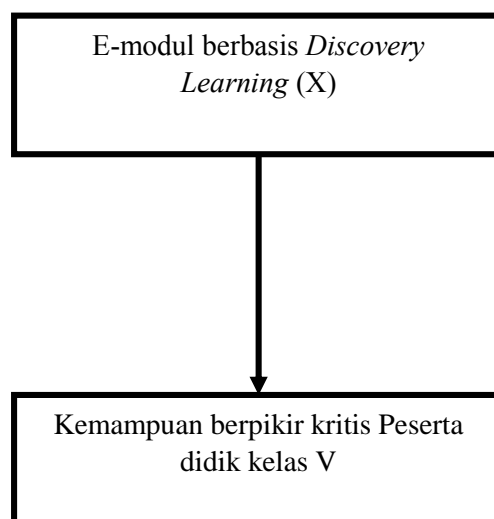 E-modul berbasis Discovery
Learning (X)
Kemampuan berpikir kritis Peserta
didik kelas V